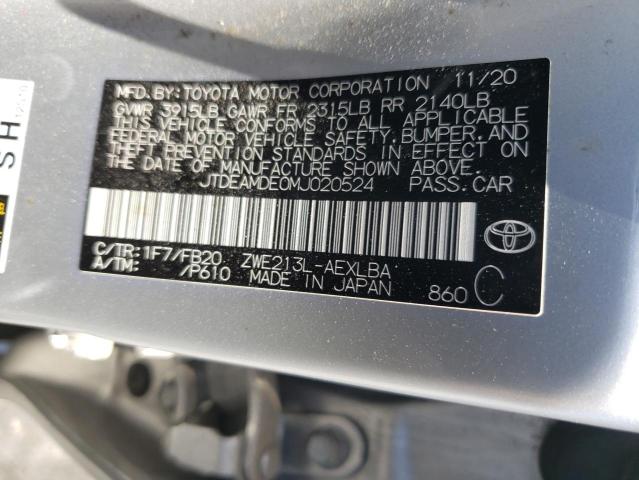 MFD. BY: TOYOTA MOTOR CORPORATION 11/20
GVWR 3915LB GAWR FR 2315LB RR 2140LB
THIS VEHICLE CONFORMS TO ALL APPLICABLE
FEDERAL MOTOR VEHICLE SAFETY, BUMPER, AND
THEFT PREVENTION STANDARDS IN EFFECT ON
THE DATE OF MANUFACTURE SHOWN ABOVE.
JTDEAMDE0MJ020524 PASS. CAR
C/TR: 1F7/FB20 ZWE213L-AEXLBA
A/TM: /P610 MADE IN JAPAN
860 C
SH